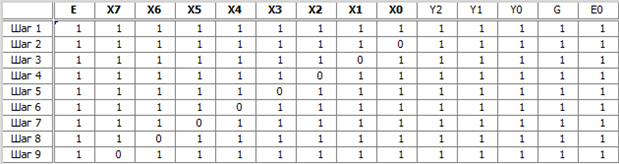 E X7 X6 X5 X4 X3 X2 X1 X0 Y2 Y1 Y0 G E0
Шаг 1 1 1 1 1 1 1 1 1 1 1 1 1 1 1
Шаг 2 1 1 1 1 1 1 1 1 0 1 1 1 1 1
Шаг 3 1 1 1 1 1 1 1 0 1 1 1 1 1 1
Шаг 4 1 1 1 1 1 1 0 1 1 1 1 1 1 1
Шаг 5 1 1 1 1 1 0 1 1 1 1 1 1 1 1
Шаг 6 1 1 1 1 0 1 1 1 1 1 1 1 1 1
Шаг 7 1 1 1 0 1 1 1 1 1 1 1 1 1 1
Шаг 8 1 1 0 1 1 1 1 1 1 1 1 1 1 1
Шаг 9 1 0 1 1 1 1 1 1 1 1 1 1 1 1